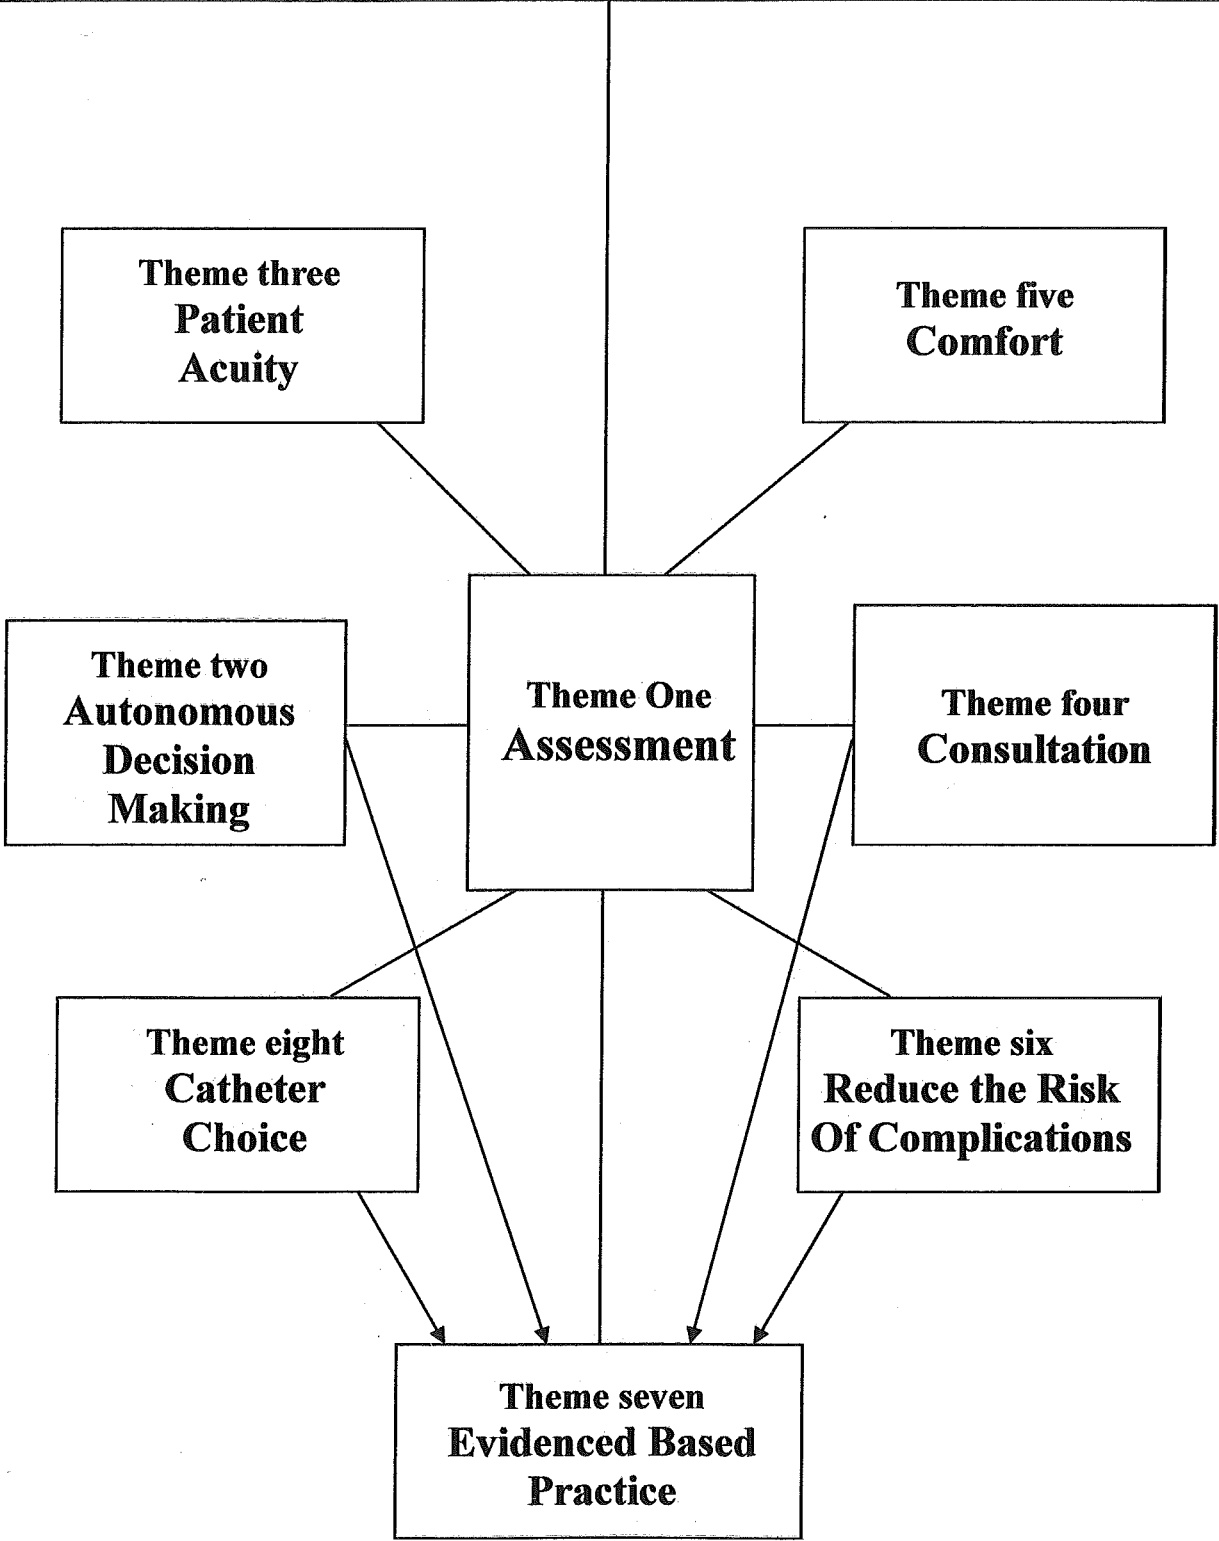 Theme three
Patient
Acuity
Theme five
Comfort
Theme two
Autonomous
Decision
Making
Theme One
Assessment
Theme four
Consultation
Theme eight
Catheter
Choice
Theme six
Reduce the Risk
Of Complications
Theme seven
Evidenced Based
Practice